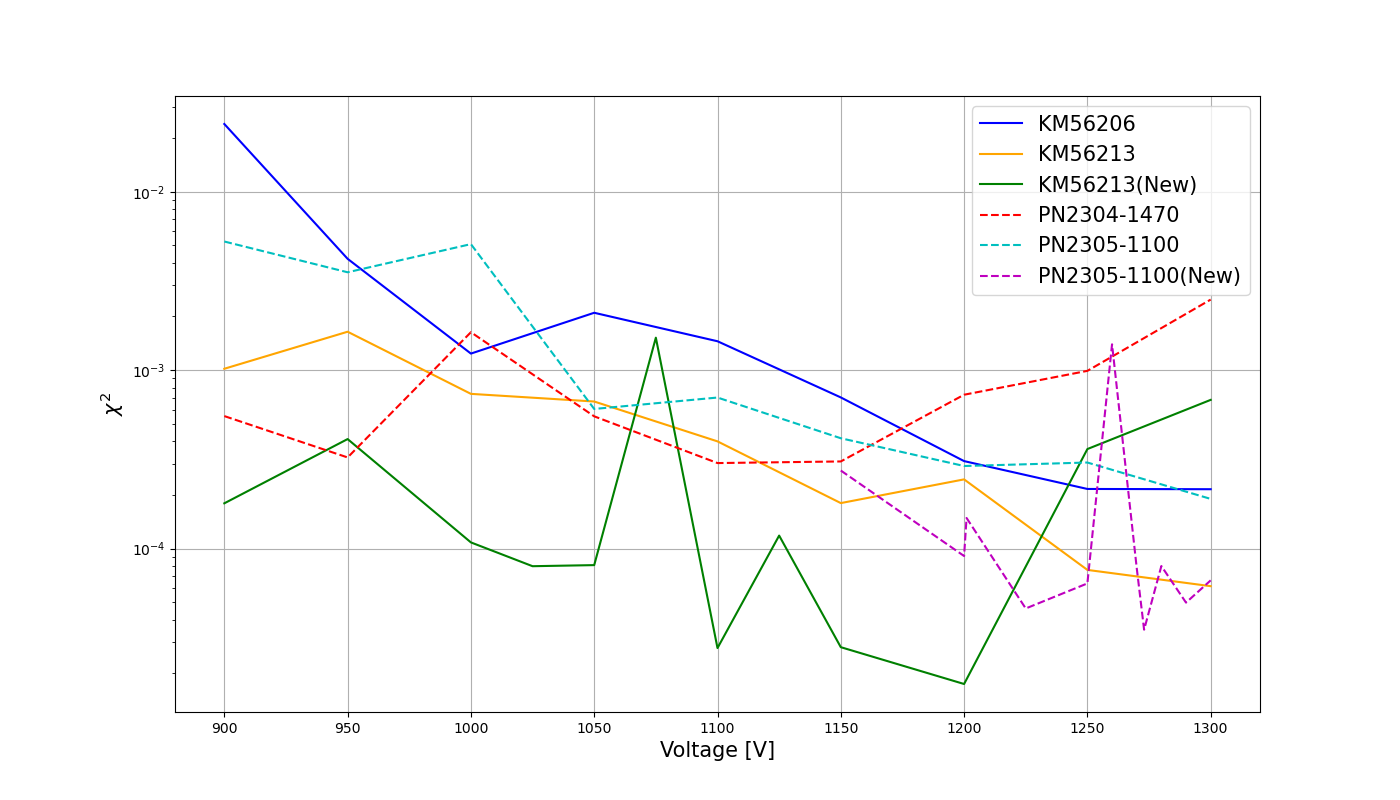 KM56206
KM56213
KM56213(New)
PN2304-1470
PN2305-1100
PN2305-1100(New)
10⁻²
10⁻³
10⁻⁴
χ²
900 950 1000 1050 1100 1150 1200 1250 1300
Voltage [V]